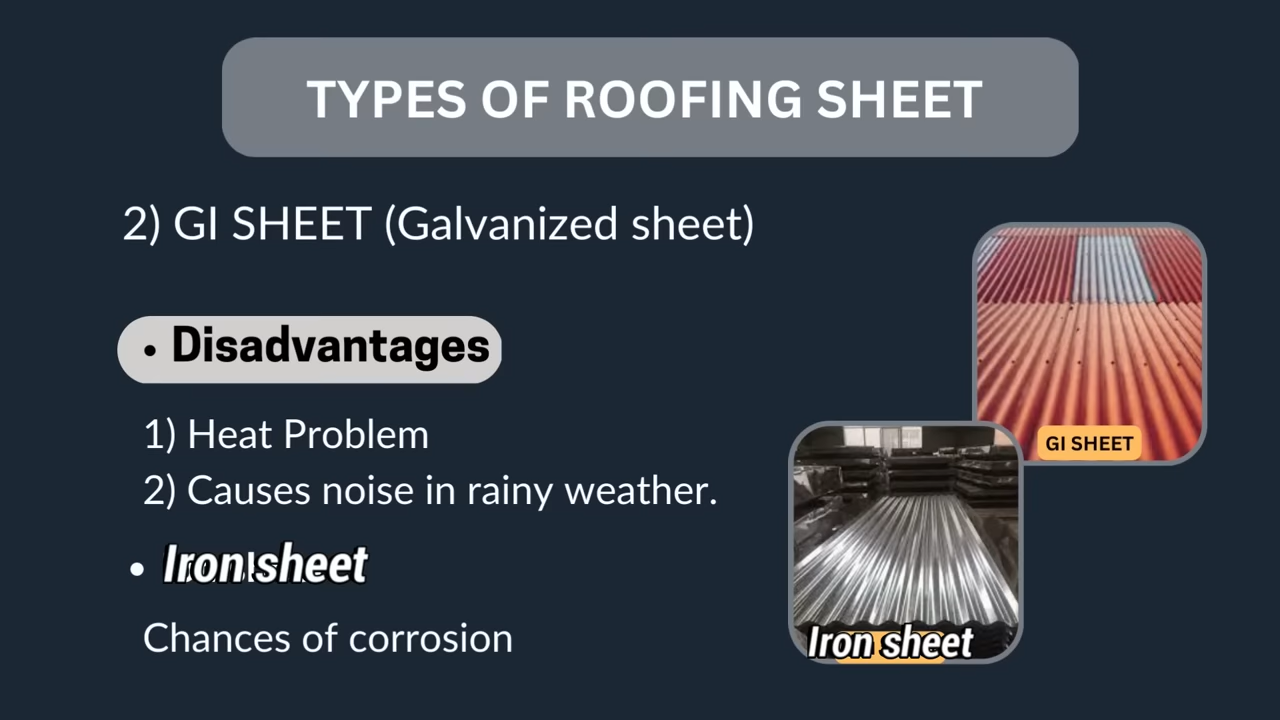 TYPES OF ROOFING SHEET
2) GI SHEET (Galvanized sheet)
• Disadvantages
1) Heat Problem
2) Causes noise in rainy weather.
• Iron sheet
Chances of corrosion
GI SHEET
Iron sheet